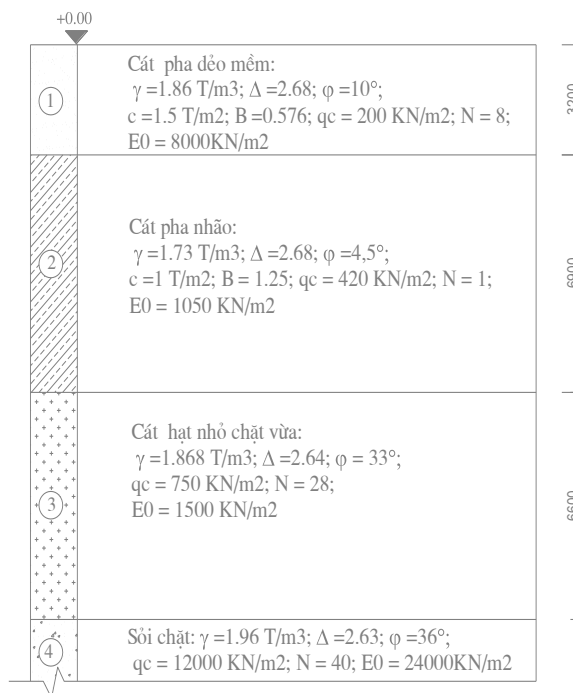 +0.00
Cát pha dẻo mềm:
γ =1.86 T/m3; Δ =2.68; φ =10°;
c =1.5 T/m2; B =0.576; qc = 200 KN/m2; N = 8;
E0 = 8000KN/m2
1
3200
Cát pha nhão:
γ =1.73 T/m3; Δ =2.68; φ =4,5°;
c =1 T/m2; B = 1.25; qc = 420 KN/m2; N = 1;
E0 = 1050 KN/m2
2
6900
Cát hạt nhỏ chặt vừa:
γ =1.868 T/m3; Δ =2.64; φ = 33°;
qc = 750 KN/m2; N = 28;
E0 = 1500 KN/m2
3
6600
Sỏi chặt: γ =1.96 T/m3; Δ =2.63; φ =36°;
qc = 12000 KN/m2; N = 40; E0 = 24000KN/m2
4